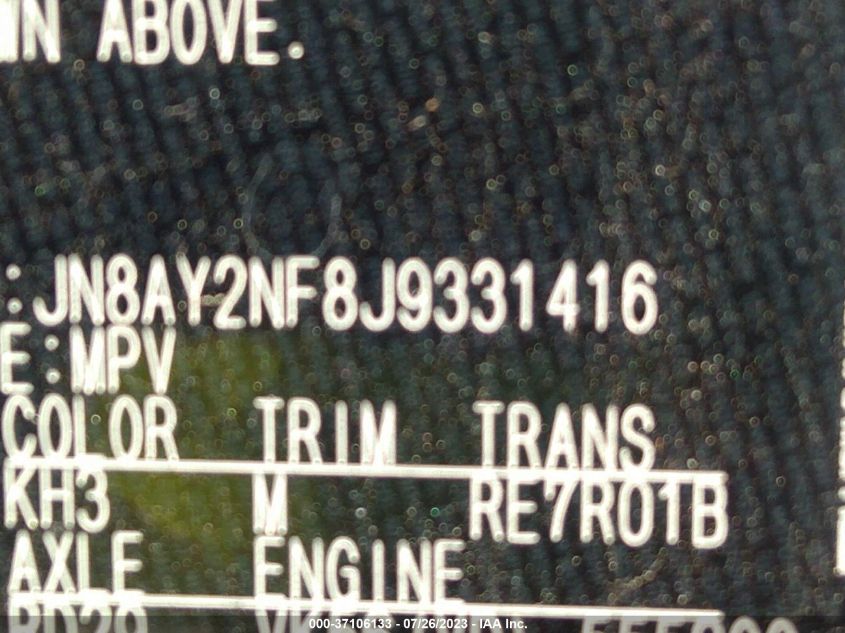 IN ABOVE.
:JN8AY2NF8J9331416
E:MPV
COLOR TRIM TRANS
KH3 M RE7R01B
AXLE ENGINE
000-37106133 - 07/26/2023 - IAA Inc.